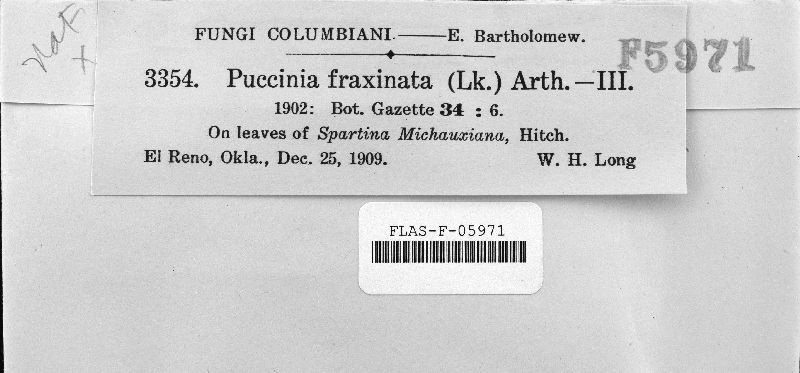 FUNGI COLUMBIANI.——E. Bartholomew.
F5971
3354. Puccinia fraxinata (Lk.) Arth.—III.
1902: Bot. Gazette 34 : 6.
On leaves of Spartina Michauxiana, Hitch.
El Reno, Okla., Dec. 25, 1909. W. H. Long
FLAS-F-05971